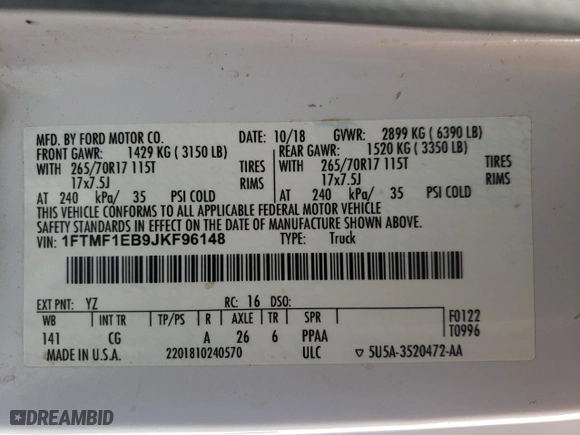 MFD. BY FORD MOTOR CO. DATE: 10/18 GVWR: 2899 KG ( 6390 LB)
FRONT GAWR: 1429 KG ( 3150 LB) REAR GAWR: 1520 KG ( 3350 LB)
WITH 265/70R17 115T TIRES WITH 265/70R17 115T TIRES
17x7.5J RIMS 17x7.5J RIMS
AT 240 kPa/ 35 PSI COLD AT 240 kPa/ 35 PSI COLD
THIS VEHICLE CONFORMS TO ALL APPLICABLE FEDERAL MOTOR VEHICLE
SAFETY STANDARDS IN EFFECT ON THE DATE OF MANUFACTURE SHOWN ABOVE.
VIN: 1FTMF1EB9JKF96148 TYPE: Truck
EXT PNT: YZ RC: 16 DSO:
WB INT TR TP/PS R AXLE TR SPR F0122
141 CG A 26 6 PPAA T0996
MADE IN U.S.A. 2201810240570 ULC ▽ 5U5A-3520472-AA
DREAMBID